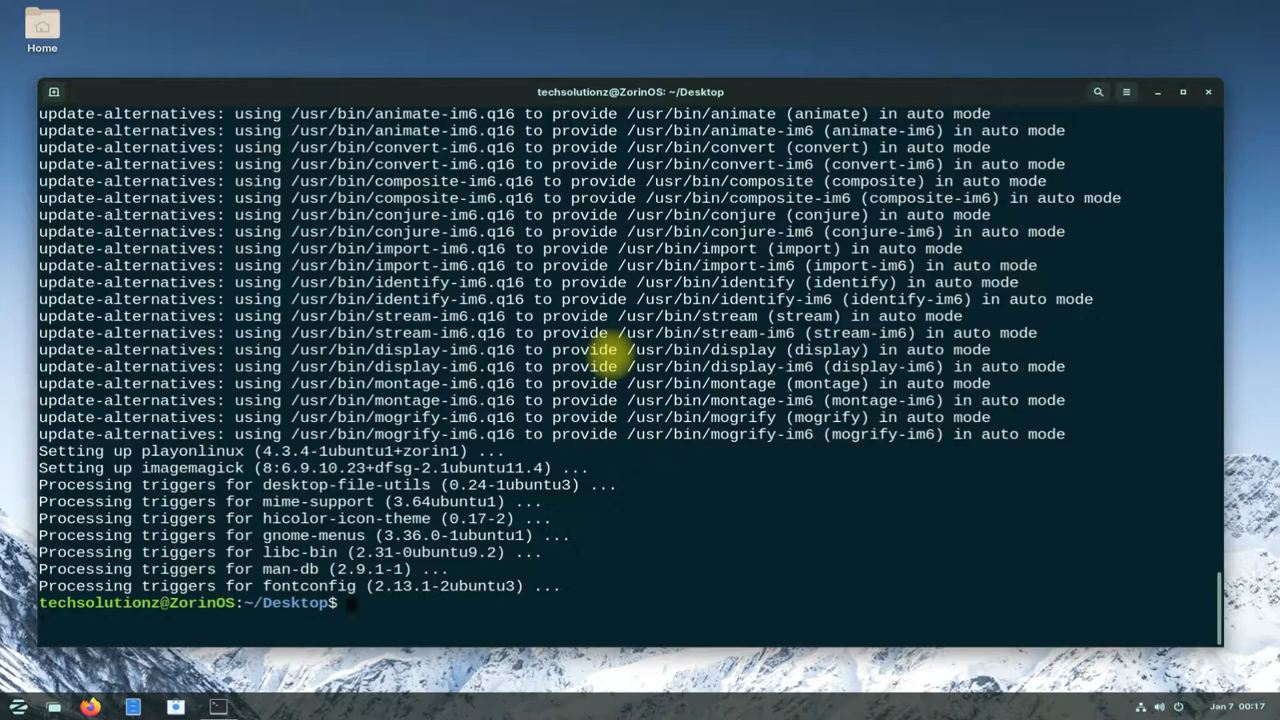 Home
techsolutionz@ZorinOS: ~/Desktop
update-alternatives: using /usr/bin/animate-im6.q16 to provide /usr/bin/animate (animate) in auto mode
update-alternatives: using /usr/bin/animate-im6.q16 to provide /usr/bin/animate-im6 (animate-im6) in auto mode
update-alternatives: using /usr/bin/convert-im6.q16 to provide /usr/bin/convert (convert) in auto mode
update-alternatives: using /usr/bin/convert-im6.q16 to provide /usr/bin/convert-im6 (convert-im6) in auto mode
update-alternatives: using /usr/bin/composite-im6.q16 to provide /usr/bin/composite (composite) in auto mode
update-alternatives: using /usr/bin/composite-im6.q16 to provide /usr/bin/composite-im6 (composite-im6) in auto mode
update-alternatives: using /usr/bin/conjure-im6.q16 to provide /usr/bin/conjure (conjure) in auto mode
update-alternatives: using /usr/bin/conjure-im6.q16 to provide /usr/bin/conjure-im6 (conjure-im6) in auto mode
update-alternatives: using /usr/bin/import-im6.q16 to provide /usr/bin/import (import) in auto mode
update-alternatives: using /usr/bin/import-im6.q16 to provide /usr/bin/import-im6 (import-im6) in auto mode
update-alternatives: using /usr/bin/identify-im6.q16 to provide /usr/bin/identify (identify) in auto mode
update-alternatives: using /usr/bin/identify-im6.q16 to provide /usr/bin/identify-im6 (identify-im6) in auto mode
update-alternatives: using /usr/bin/stream-im6.q16 to provide /usr/bin/stream (stream) in auto mode
update-alternatives: using /usr/bin/stream-im6.q16 to provide /usr/bin/stream-im6 (stream-im6) in auto mode
update-alternatives: using /usr/bin/display-im6.q16 to provide /usr/bin/display (display) in auto mode
update-alternatives: using /usr/bin/display-im6.q16 to provide /usr/bin/display-im6 (display-im6) in auto mode
update-alternatives: using /usr/bin/montage-im6.q16 to provide /usr/bin/montage (montage) in auto mode
update-alternatives: using /usr/bin/montage-im6.q16 to provide /usr/bin/montage-im6 (montage-im6) in auto mode
update-alternatives: using /usr/bin/mogrify-im6.q16 to provide /usr/bin/mogrify (mogrify) in auto mode
update-alternatives: using /usr/bin/mogrify-im6.q16 to provide /usr/bin/mogrify-im6 (mogrify-im6) in auto mode
Setting up playonlinux (4.3.4-1ubuntu1+zorin1) ...
Setting up imagemagick (8:6.9.10.23+dfsg-2.1ubuntu11.4) ...
Processing triggers for desktop-file-utils (0.24-1ubuntu3) ...
Processing triggers for mime-support (3.64ubuntu1) ...
Processing triggers for hicolor-icon-theme (0.17-2) ...
Processing triggers for gnome-menus (3.36.0-1ubuntu1) ...
Processing triggers for libc-bin (2.31-0ubuntu9.2) ...
Processing triggers for man-db (2.9.1-1) ...
Processing triggers for fontconfig (2.13.1-2ubuntu3) ...
techsolutionz@ZorinOS:~/Desktop$
Jan 7 00:17